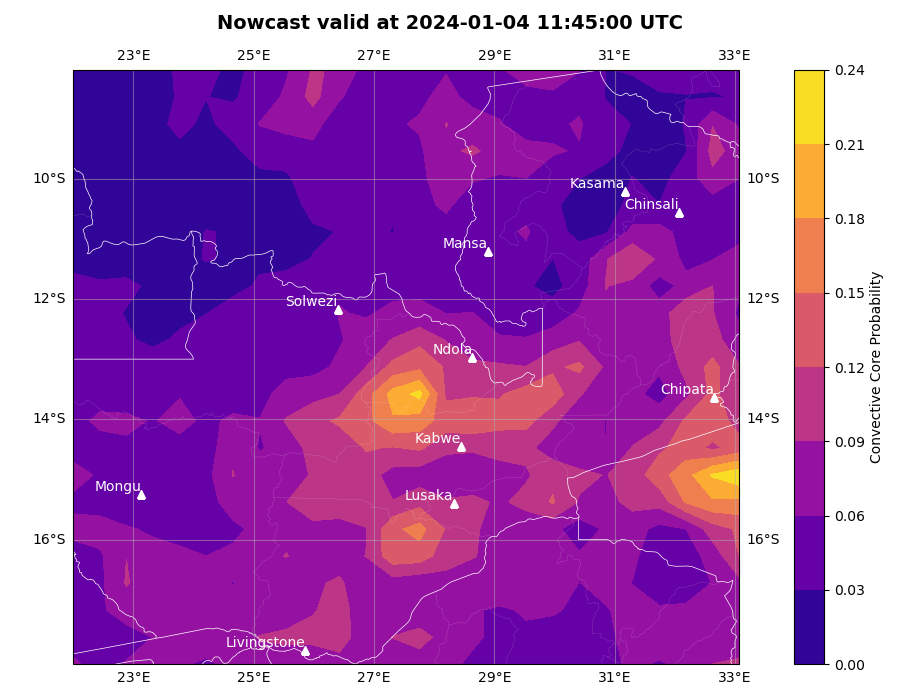 Nowcast valid at 2024-01-04 11:45:00 UTC
23°E 25°E 27°E 29°E 31°E 33°E
0.24
0.21
0.18
0.15
0.12
0.09
0.06
0.03
0.00
Convective Core Probability
10°S 10°S
12°S 12°S
14°S 14°S
16°S 16°S
Kasama
Chinsali
Mansa
Solwezi
Ndola
Chipata
Kabwe
Mongu
Lusaka
Livingstone
23°E 25°E 27°E 29°E 31°E 33°E